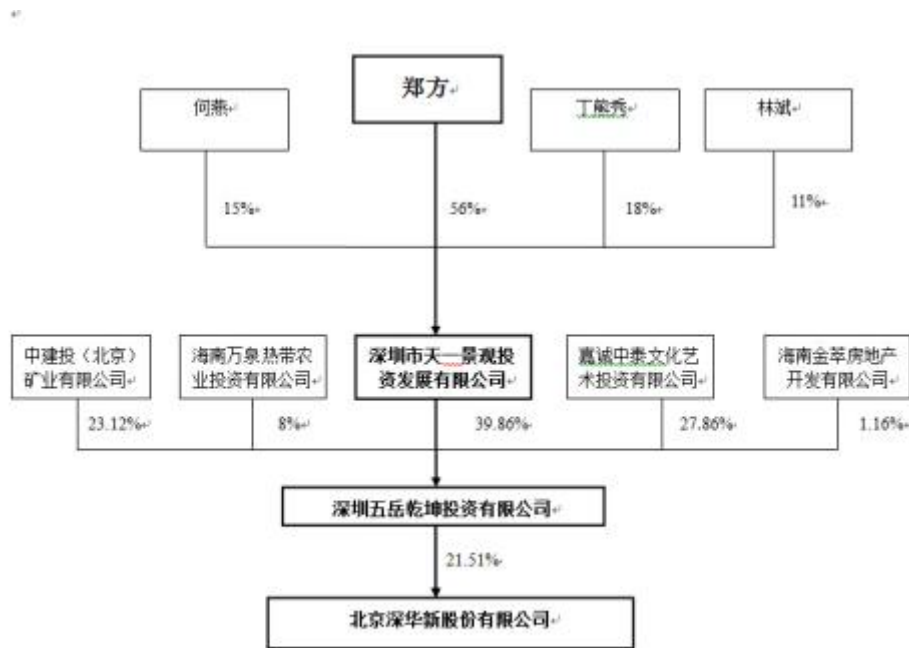 郑方
何燕
丁熊秀
林斌
15%
56%
18%
11%
中建投（北京）
矿业有限公司
海南万泉热带农
业投资有限公司
深圳市天一景观投
资发展有限公司
嘉诚中泰文化艺
术投资有限公司
海南金萃房地产
开发有限公司
23.12%
8%
39.86%
27.86%
1.16%
深圳五岳乾坤投资有限公司
21.51%
北京深华新股份有限公司